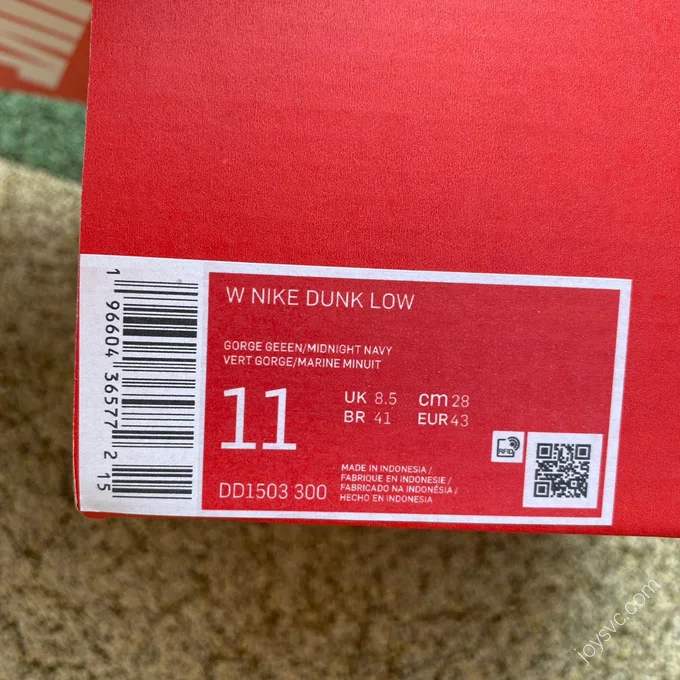 W NIKE DUNK LOW
GORGE GEEEN/MIDNIGHT NAVY
VERT GORGE/MARINE MINUIT
11
UK 8.5 cm 28
BR 41 EUR 43
DD1503 300
MADE IN INDONESIA /
FABRIQUE EN INDONESIE /
FABRICADO NA INDONÉSIA /
HECHO EN INDONESIA
RFID
1 96604 36577 2 15
joysvc.com